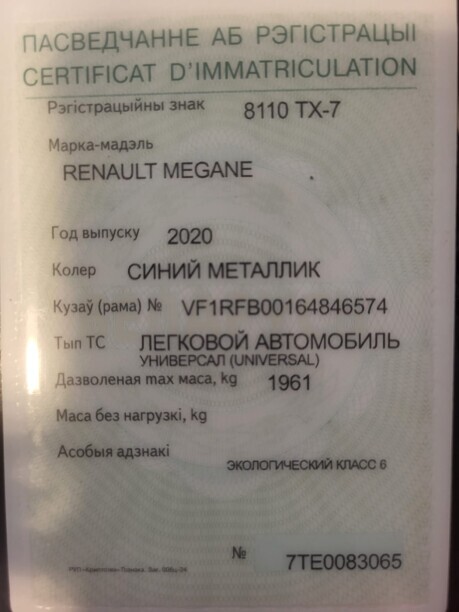 ПАСВЕДЧАННЕ АБ РЭГІСТРАЦЫІ
CERTIFICAT D'IMMATRICULATION
Рэгістрацыйны знак 8110 TX-7
Марка-мадэль
RENAULT MEGANE
Год выпуску 2020
Колер СИНИЙ МЕТАЛЛИК
Кузаў (рама) № VF1RFB00164846574
Тып ТС ЛЕГКОВОЙ АВТОМОБИЛЬ
УНИВЕРСАЛ (UNIVERSAL)
Дазволеная max маса, kg 1961
Маса без нагрузкі, kg
Асобыя адзнакі
ЭКОЛОГИЧЕСКИЙ КЛАСС 6
№ 7TE0083065